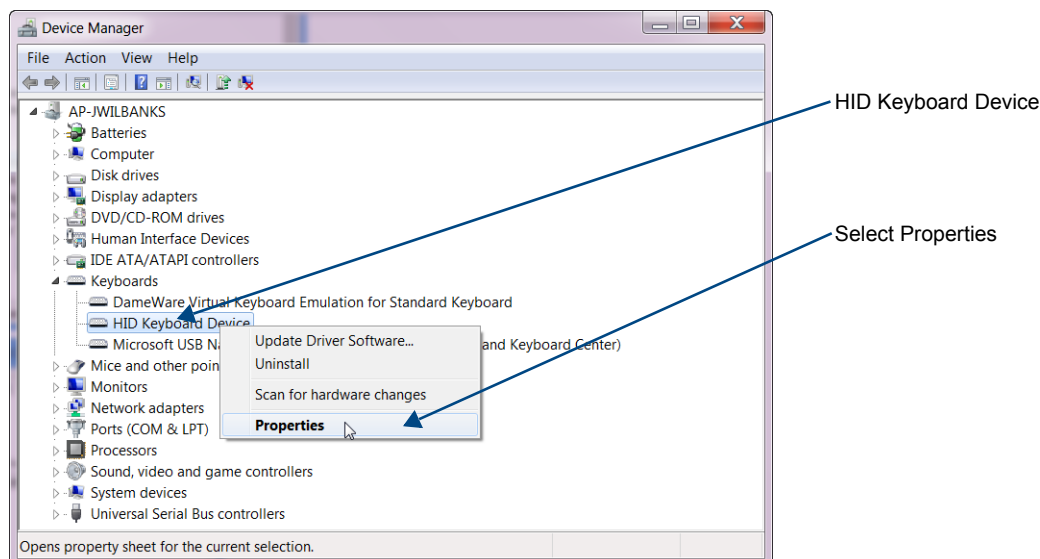 Device Manager
File Action View Help
AP-JWILBANKS
Batteries
Computer
Disk drives
Display adapters
DVD/CD-ROM drives
Human Interface Devices
IDE ATA/ATAPI controllers
Keyboards
DameWare Virtual Keyboard Emulation for Standard Keyboard
HID Keyboard Device
Microsoft USB Na and Keyboard Center)
Mice and other poin
Monitors
Network adapters
Ports (COM & LPT)
Processors
Sound, video and game controllers
System devices
Universal Serial Bus controllers
Update Driver Software...
Uninstall
Scan for hardware changes
Properties
Opens property sheet for the current selection.
HID Keyboard Device
Select Properties